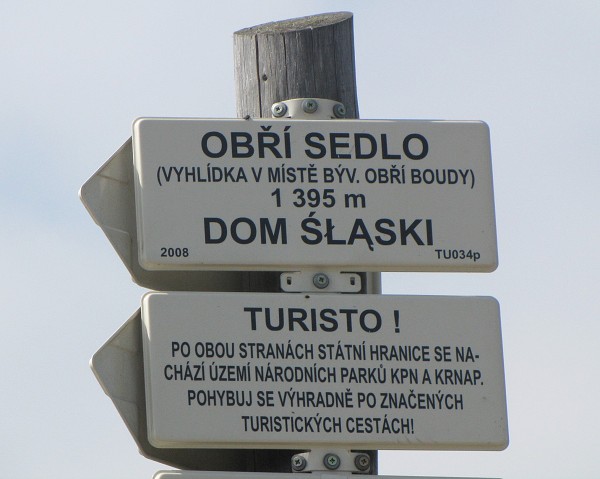 OBŘÍ SEDLO
(VYHLÍDKA V MÍSTĚ BÝV. OBŘÍ BOUDY)
1 395 m
DOM ŚŁĄSKI
2008 TU034p
TURISTO !
PO OBOU STRANÁCH STÁTNÍ HRANICE SE NA-
CHÁZÍ ÚZEMÍ NÁRODNÍCH PARKŮ KPN A KRNAP.
POHYBUJ SE VÝHRADNĚ PO ZNAČENÝCH
TURISTICKÝCH CESTÁCH!